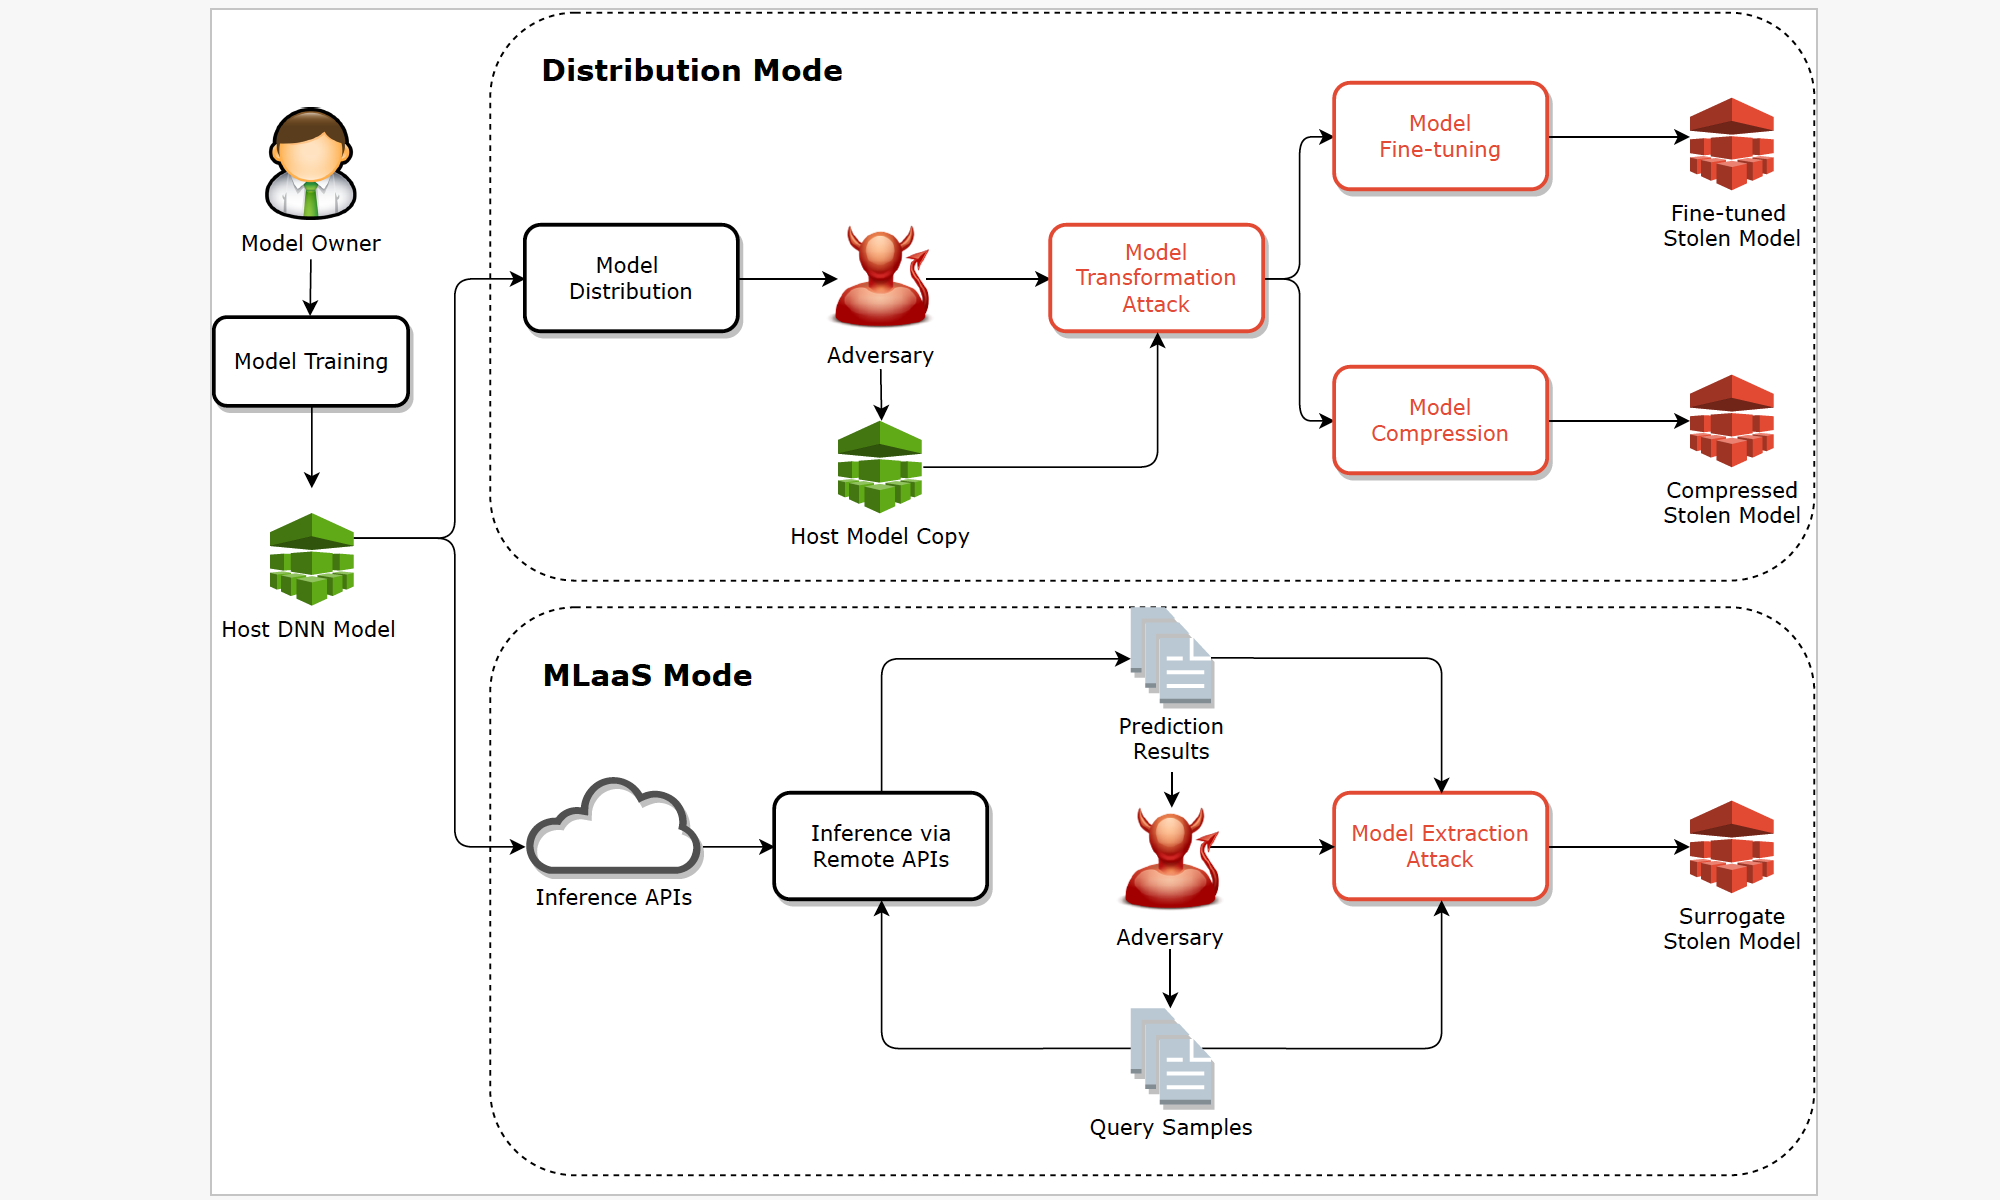 Distribution Mode
Model Owner
Model Training
Host DNN Model
Model
Distribution
Adversary
Host Model Copy
Model
Transformation
Attack
Model
Fine-tuning
Fine-tuned
Stolen Model
Model
Compression
Compressed
Stolen Model
MLaaS Mode
Inference APIs
Inference via
Remote APIs
Prediction
Results
Adversary
Query Samples
Model Extraction
Attack
Surrogate
Stolen Model